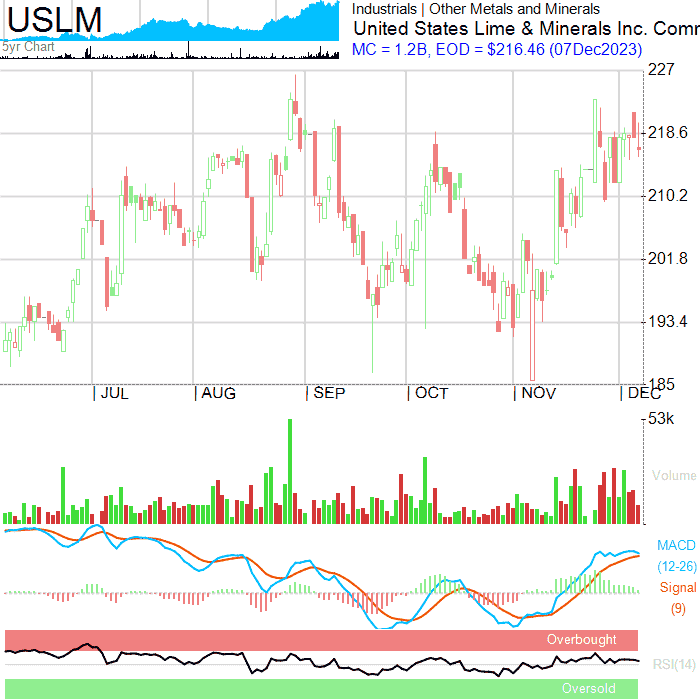 USLM
5yr Chart
Industrials | Other Metals and Minerals
United States Lime & Minerals Inc. Comr
MC = 1.2B, EOD = $216.46 (07Dec2023)
227
218.6
210.2
201.8
193.4
185
| JUL | AUG | SEP | OCT | NOV | DEC
53k
Volume
MACD
(12-26)
Signal
(9)
Overbought
RSI(14)
Oversold